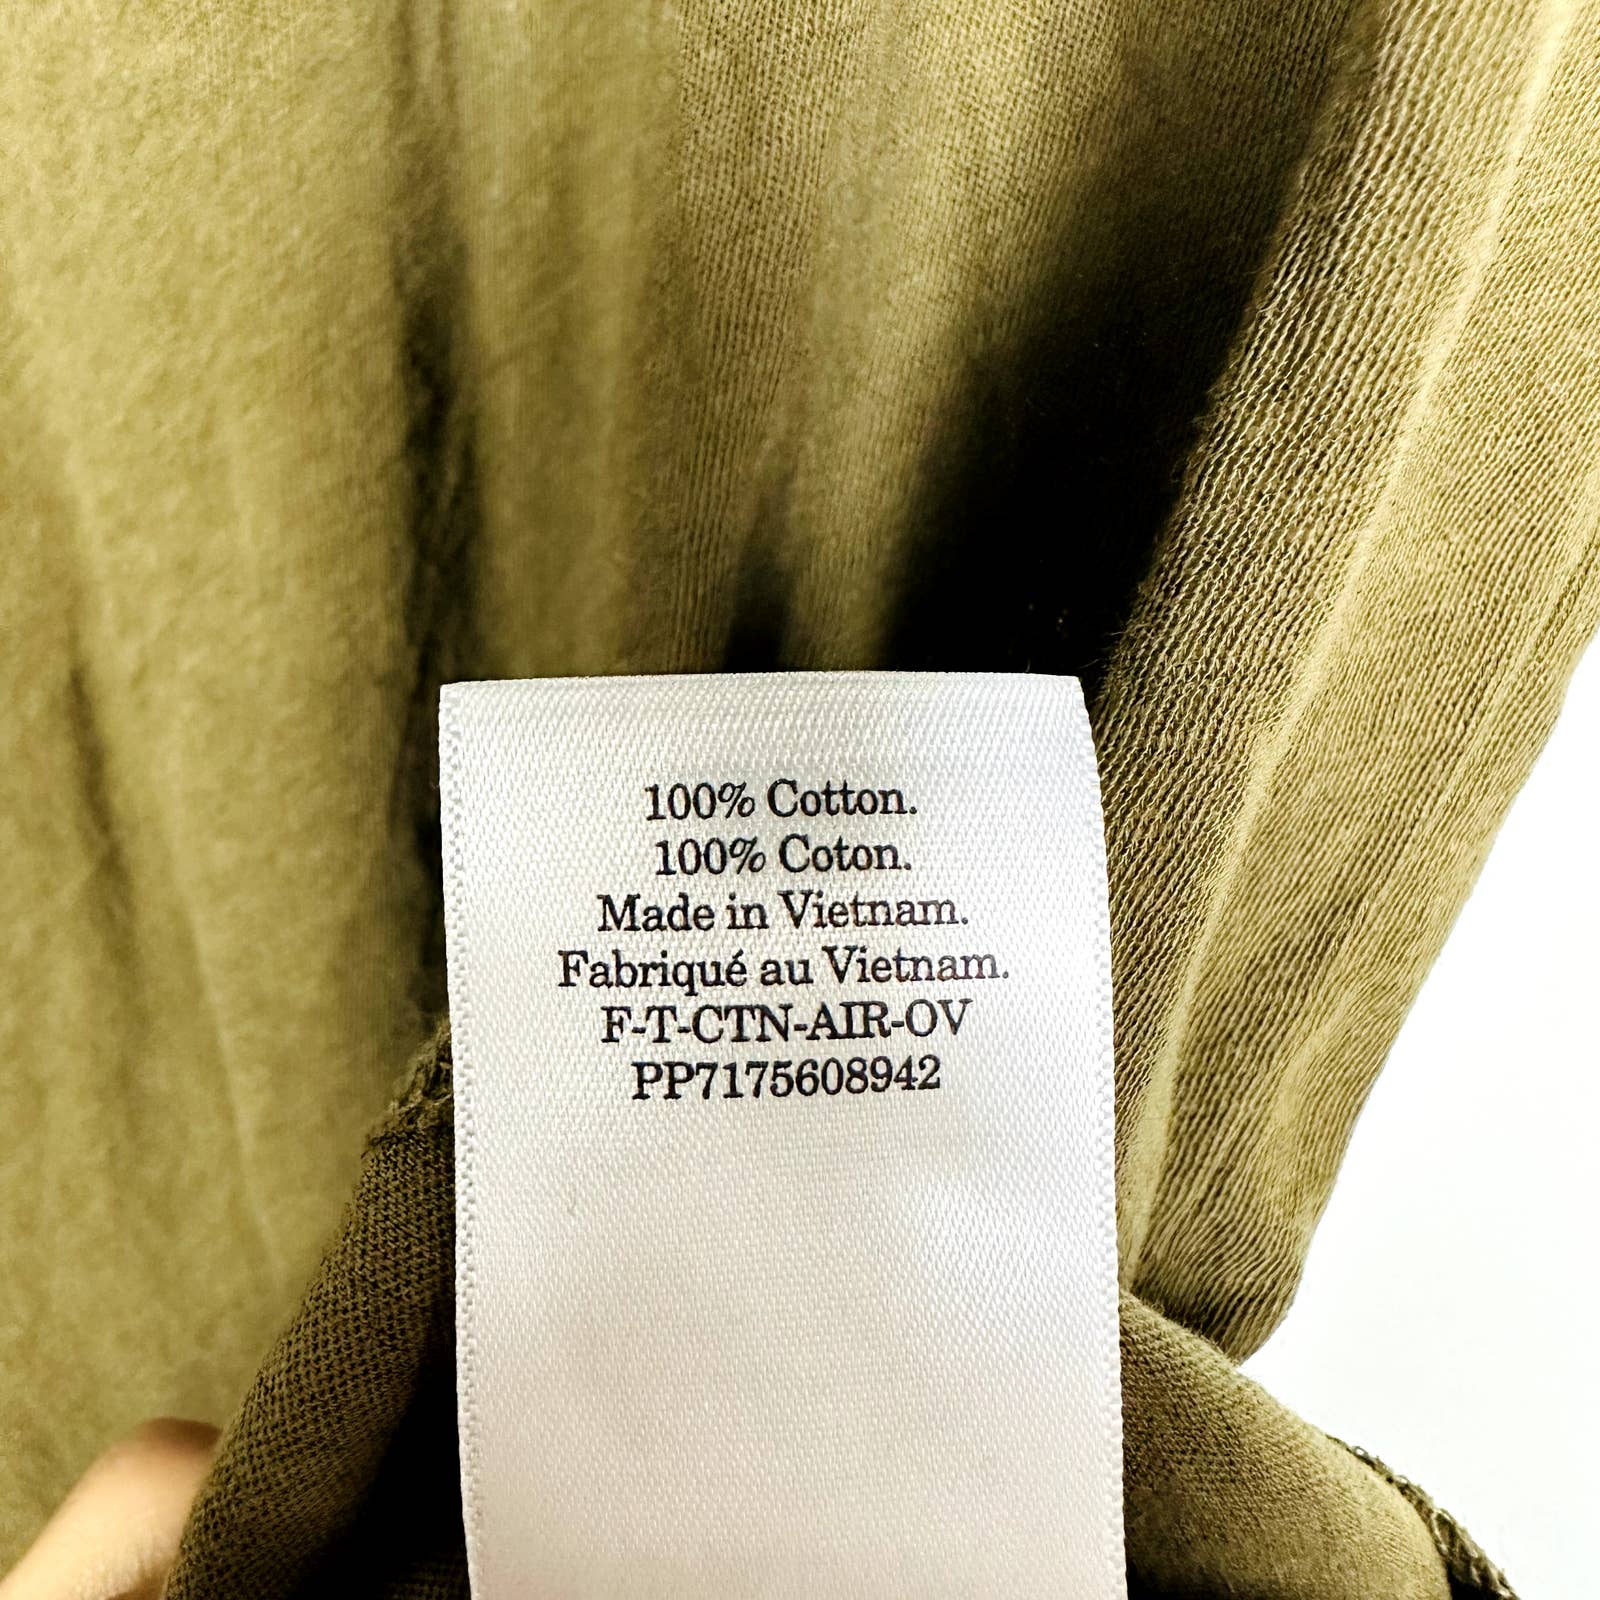 100% Cotton.
100% Coton.
Made in Vietnam.
Fabriqué au Vietnam.
F-T-CTN-AIR-OV
PP7175608942